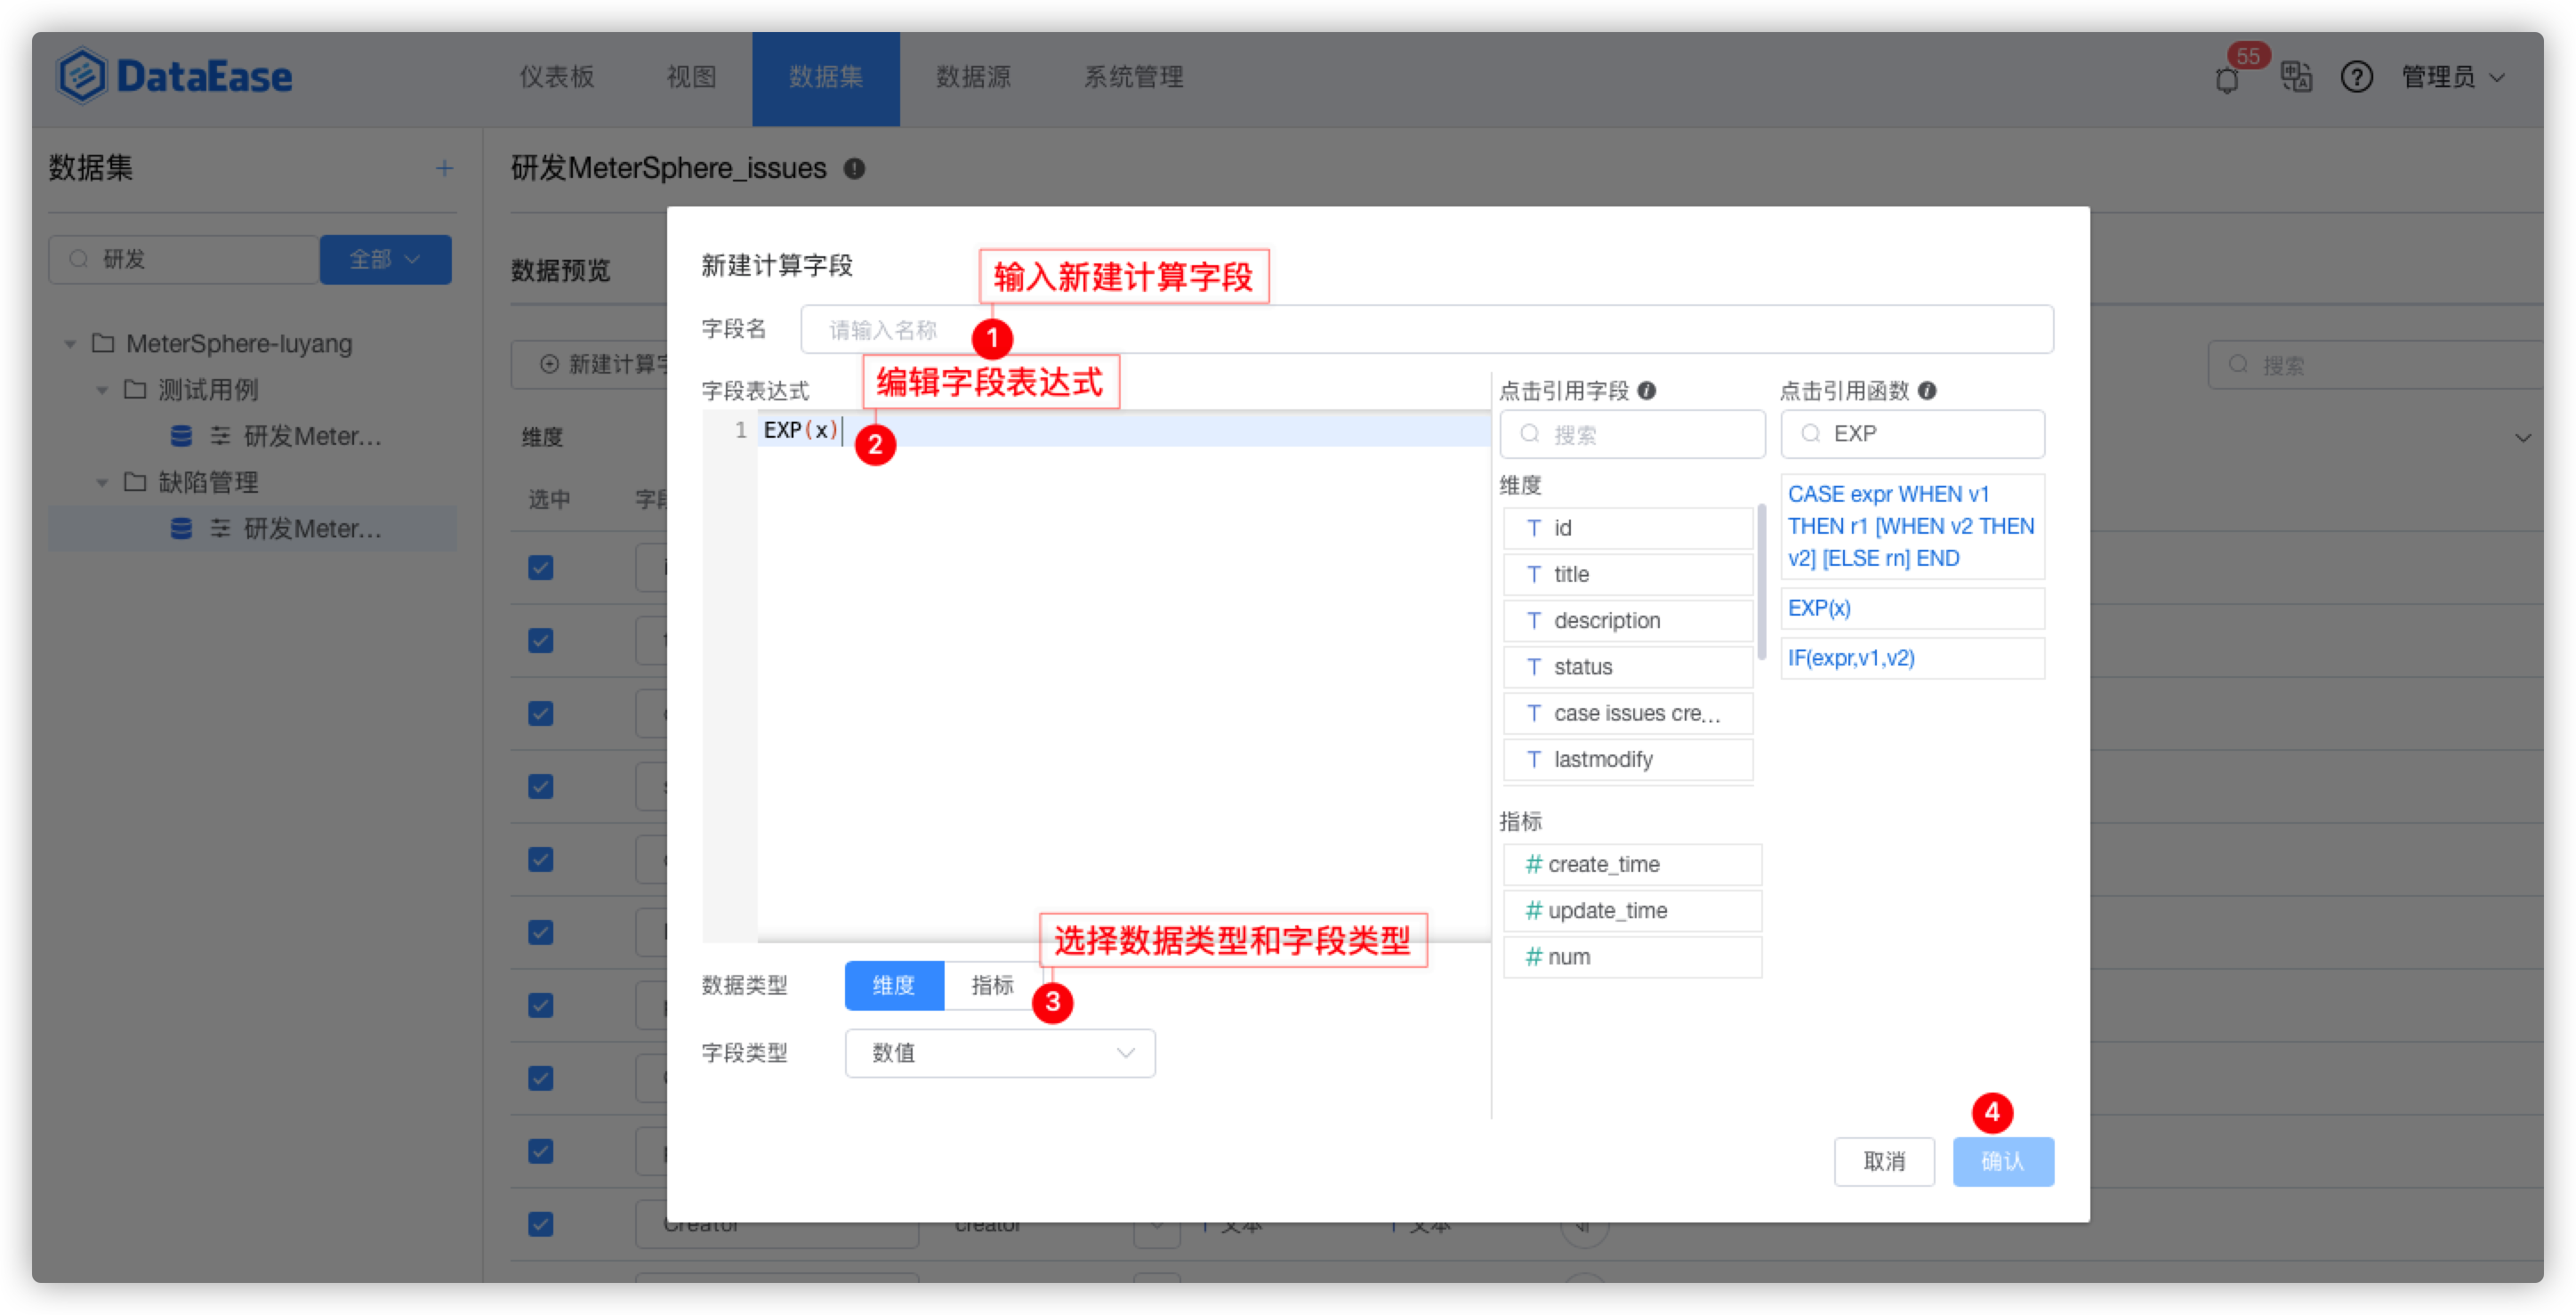 DataEase
仪表板
视图
数据集
数据源
系统管理
55
管理员
数据集
研发
全部
MeterSphere-luyang
测试用例
研发Meter...
缺陷管理
研发Meter...
研发MeterSphere_issues
数据预览
新建计算字
搜索
维度
选中
字段
Creator
creator
T 文本
T 文本
新建计算字段
输入新建计算字段
字段名
请输入名称
1
编辑字段表达式
字段表达式
1 EXP(x)
2
点击引用字段
搜索
维度
T id
T title
T description
T status
T case issues cre...
T lastmodify
指标
# create_time
# update_time
# num
点击引用函数
EXP
CASE expr WHEN v1
THEN r1 [WHEN v2 THEN
v2] [ELSE rn] END
EXP(x)
IF(expr,v1,v2)
选择数据类型和字段类型
数据类型
维度
指标
3
字段类型
数值
4
取消
确认